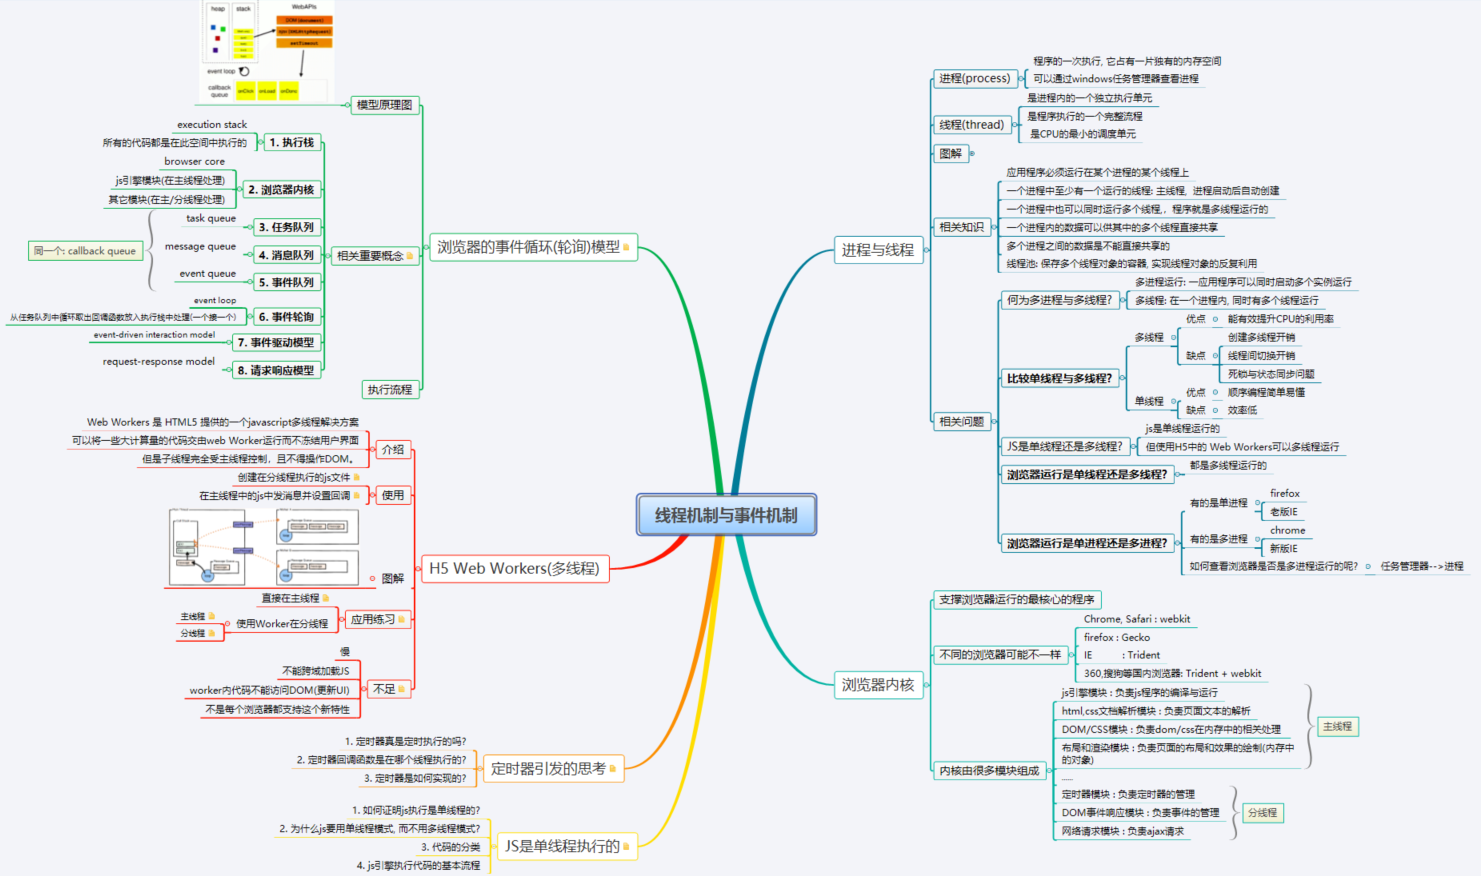 线程机制与事件机制
进程与线程
进程(process)
程序的一次执行, 它占有一片独有的内存空间
可以通过windows任务管理器查看进程
线程(thread)
是进程内的一个独立执行单元
是程序执行的一个完整流程
是CPU的最小的调度单元
图解
相关知识
应用程序必须运行在某个进程的某个线程上
一个进程中至少有一个运行的线程: 主线程, 进程启动后自动创建
一个进程中也可以同时运行多个线程,，程序就是多线程运行的
一个进程内的数据可以供其中的多个线程直接共享
多个进程之间的数据是不能直接共享的
线程池: 保存多个线程对象的容器, 实现线程对象的反复利用
相关问题
何为多进程与多线程?
多进程运行: 一应用程序可以同时启动多个实例运行
多线程: 在一个进程内, 同时有多个线程运行
比较单线程与多线程?
多线程
优点
能有效提升CPU的利用率
缺点
创建多线程开销
线程间切换开销
死锁与状态同步问题
单线程
优点
顺序编程简单易懂
缺点
效率低
JS是单线程还是多线程?
js是单线程运行的
但使用H5中的 Web Workers可以多线程运行
浏览器运行是单线程还是多线程?
都是多线程运行的
浏览器运行是单进程还是多进程?
有的是单进程
firefox
老版IE
有的是多进程
chrome
新版IE
如何查看浏览器是否是多进程运行的呢?
任务管理器-->进程
浏览器内核
支撑浏览器运行的最核心的程序
不同的浏览器可能不一样
Chrome, Safari : webkit
firefox : Gecko
IE : Trident
360,搜狗等国内浏览器: Trident + webkit
内核由很多模块组成
js引擎模块 : 负责js程序的编译与运行
html,css文档解析模块 : 负责页面文本的解析
DOM/CSS模块 : 负责dom/css在内存中的相关处理
布局和渲染模块 : 负责页面的布局和效果的绘制(内存中
的对象)
主线程
......
定时器模块 : 负责定时器的管理
DOM事件响应模块 : 负责事件的管理
网络请求模块 : 负责ajax请求
分线程
浏览器的事件循环(轮询)模型
模型原理图
heap
stack
WebAPIs
DOM (document)
setTimeout
event loop
callback
queue
onClick
onLoad
onDone
相关重要概念
1. 执行栈
execution stack
所有的代码都是在此空间中执行的
2. 浏览器内核
browser core
js引擎模块(在主线程处理)
其它模块(在主/分线程处理)
3. 任务队列
task queue
4. 消息队列
message queue
5. 事件队列
event queue
同一个: callback queue
6. 事件轮询
event loop
从任务队列中循环取出回调函数放入执行栈中处理(一个接一个)
7. 事件驱动模型
event-driven interaction model
8. 请求响应模型
request-response model
执行流程
H5 Web Workers(多线程)
介绍
Web Workers 是 HTML5 提供的一个javascript多线程解决方案
可以将一些大计算量的代码交由web Worker运行而不冻结用户界面
但是子线程完全受主线程控制，且不得操作DOM。
使用
创建在分线程执行的js文件
在主线程中的js中发消息并设置回调
图解
应用练习
直接在主线程
使用Worker在分线程
主线程
分线程
不足
慢
不能跨域加载JS
worker内代码不能访问DOM(更新UI)
不是每个浏览器都支持这个新特性
定时器引发的思考
1. 定时器真是定时执行的吗?
2. 定时器回调函数是在哪个线程执行的?
3. 定时器是如何实现的?
JS是单线程执行的
1. 如何证明js执行是单线程的?
2. 为什么js要用单线程模式, 而不用多线程模式?
3. 代码的分类
4. js引擎执行代码的基本流程